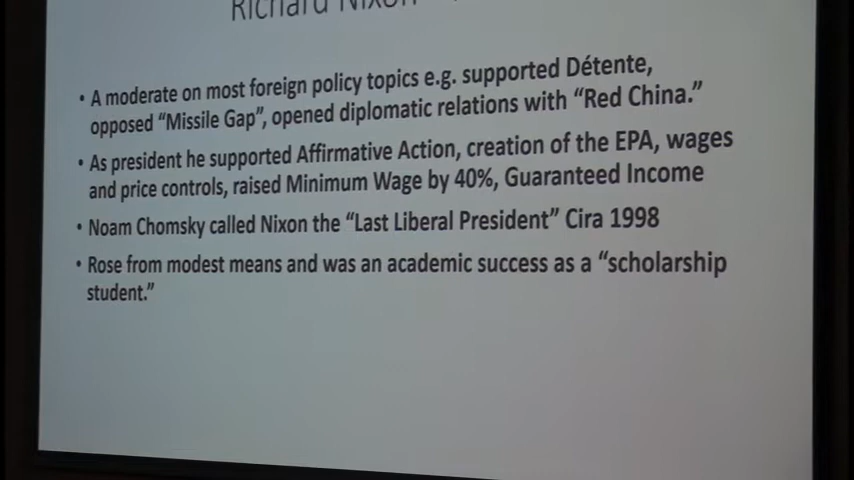 Richard Nixon
• A moderate on most foreign policy topics e.g. supported Détente,
opposed “Missile Gap”, opened diplomatic relations with “Red China.”
• As president he supported Affirmative Action, creation of the EPA, wages
and price controls, raised Minimum Wage by 40%, Guaranteed Income
• Noam Chomsky called Nixon the “Last Liberal President” Cira 1998
• Rose from modest means and was an academic success as a “scholarship
student.”